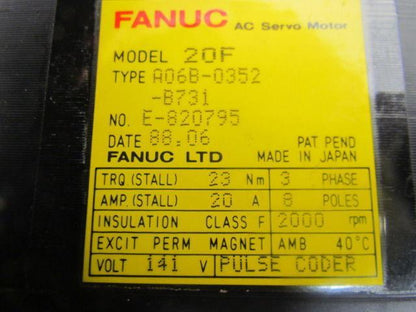 FANUC AC Servo Motor
MODEL 20F
TYPE A06B-0352
-B731
NO. E-820795
DATE 88.06 PAT PEND
FANUC LTD MADE IN JAPAN
TRQ.(STALL) 23 Nm 3 PHASE
AMP.(STALL) 20 A 8 POLES
INSULATION CLASS F 2000 rpm
EXCIT PERM MAGNET AMB 40°C
VOLT 141 V PULSE CODER